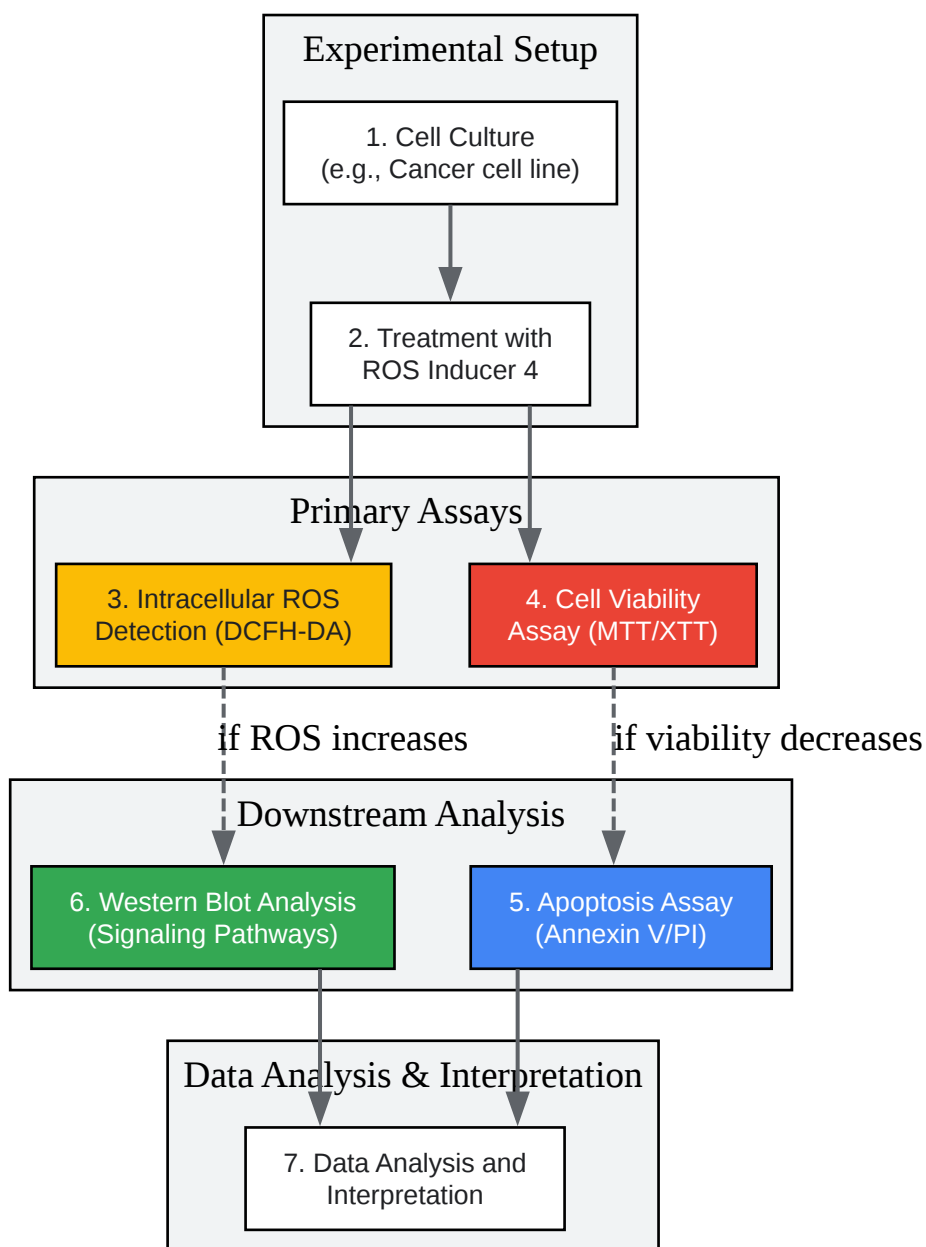 Experimental Setup
1. Cell Culture
(e.g., Cancer cell line)
2. Treatment with
ROS Inducer 4
Primary Assays
3. Intracellular ROS
Detection (DCFH-DA)
4. Cell Viability
Assay (MTT/XTT)
if ROS increases
if viability decreases
Downstream Analysis
6. Western Blot Analysis
(Signaling Pathways)
5. Apoptosis Assay
(Annexin V/PI)
Data Analysis & Interpretation
7. Data Analysis and
Interpretation